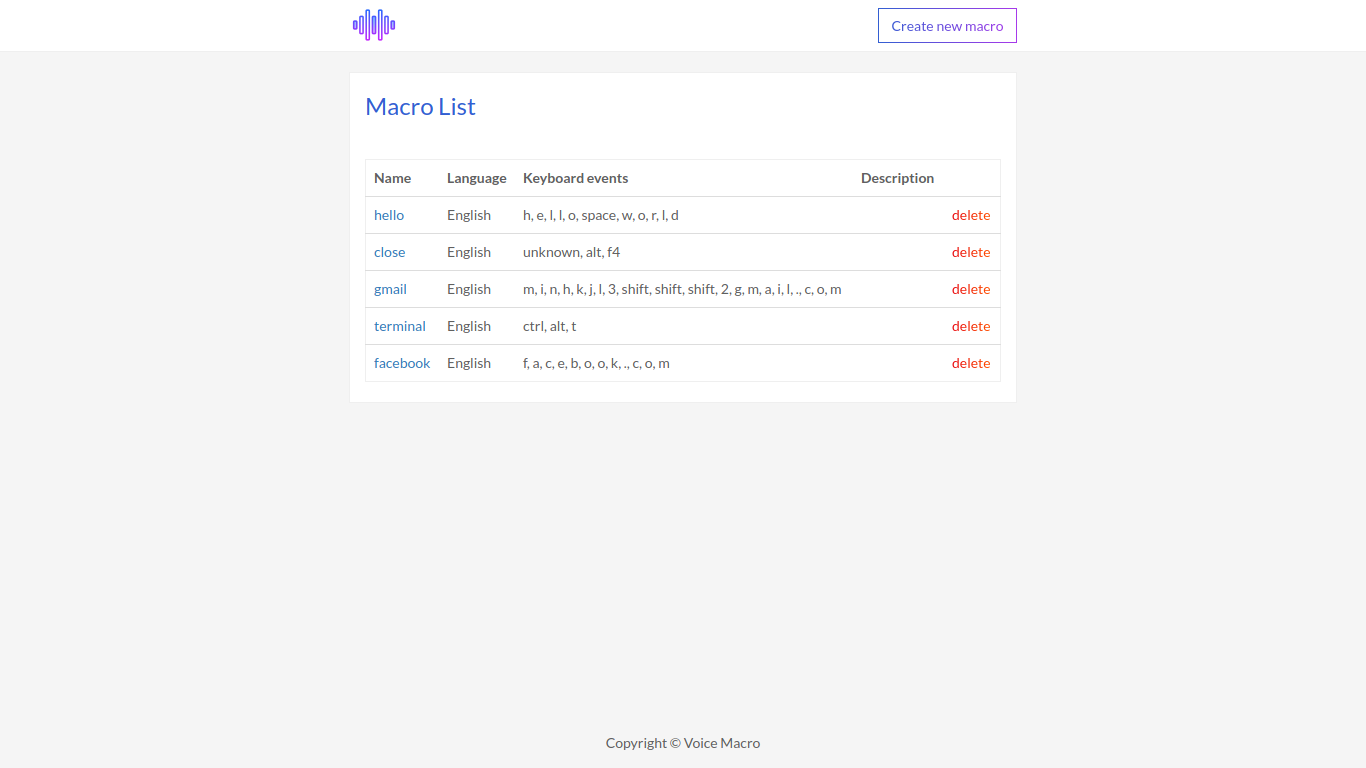 Create new macro
Macro List
Name Language Keyboard events Description
hello English h, e, l, l, o, space, w, o, r, l, d delete
close English unknown, alt, f4 delete
gmail English m, i, n, h, k, j, l, 3, shift, shift, shift, 2, g, m, a, i, l, ., c, o, m delete
terminal English ctrl, alt, t delete
facebook English f, a, c, e, b, o, o, k, ., c, o, m delete
Copyright © Voice Macro